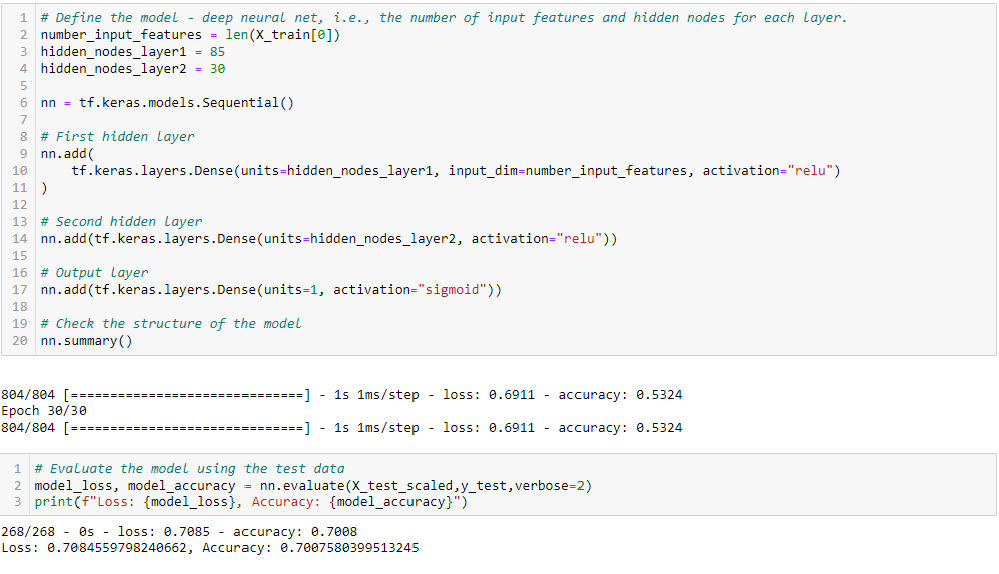 1 # Define the model - deep neural net, i.e., the number of input features and hidden nodes for each layer.
2 number_input_features = len(X_train[0])
3 hidden_nodes_layer1 = 85
4 hidden_nodes_layer2 = 30
5
6 nn = tf.keras.models.Sequential()
7
8 # First hidden layer
9 nn.add(
10     tf.keras.layers.Dense(units=hidden_nodes_layer1, input_dim=number_input_features, activation="relu")
11 )
12
13 # Second hidden layer
14 nn.add(tf.keras.layers.Dense(units=hidden_nodes_layer2, activation="relu"))
15
16 # Output layer
17 nn.add(tf.keras.layers.Dense(units=1, activation="sigmoid"))
18
19 # Check the structure of the model
20 nn.summary()
804/804 [==============================] - 1s 1ms/step - loss: 0.6911 - accuracy: 0.5324
Epoch 30/30
804/804 [==============================] - 1s 1ms/step - loss: 0.6911 - accuracy: 0.5324
1 # Evaluate the model using the test data
2 model_loss, model_accuracy = nn.evaluate(X_test_scaled,y_test,verbose=2)
3 print(f"Loss: {model_loss}, Accuracy: {model_accuracy}")
268/268 - 0s - loss: 0.7085 - accuracy: 0.7008
Loss: 0.7084559798240662, Accuracy: 0.7007580399513245